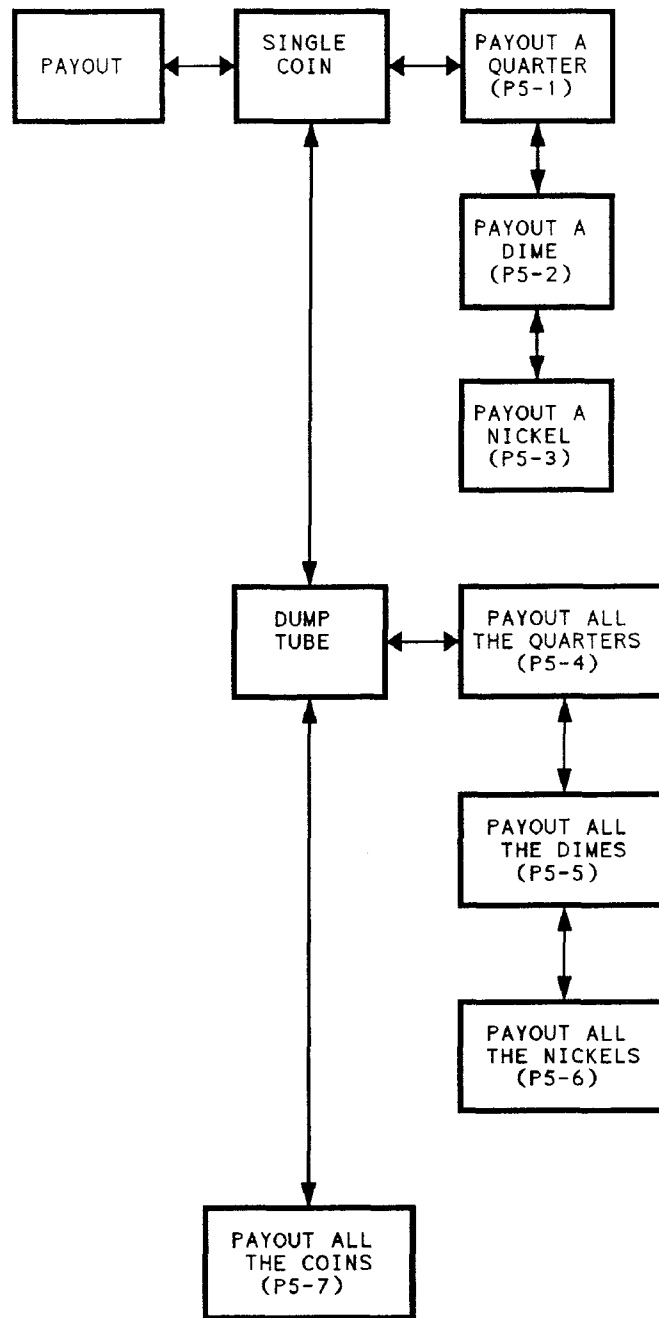 PAYOUT
SINGLE
COIN
PAYOUT A
QUARTER
(P5-1)
PAYOUT A
DIME
(P5-2)
PAYOUT A
NICKEL
(P5-3)
DUMP
TUBE
PAYOUT ALL
THE QUARTERS
(P5-4)
PAYOUT ALL
THE DIMES
(P5-5)
PAYOUT ALL
THE NICKELS
(P5-6)
PAYOUT ALL
THE COINS
(P5-7)